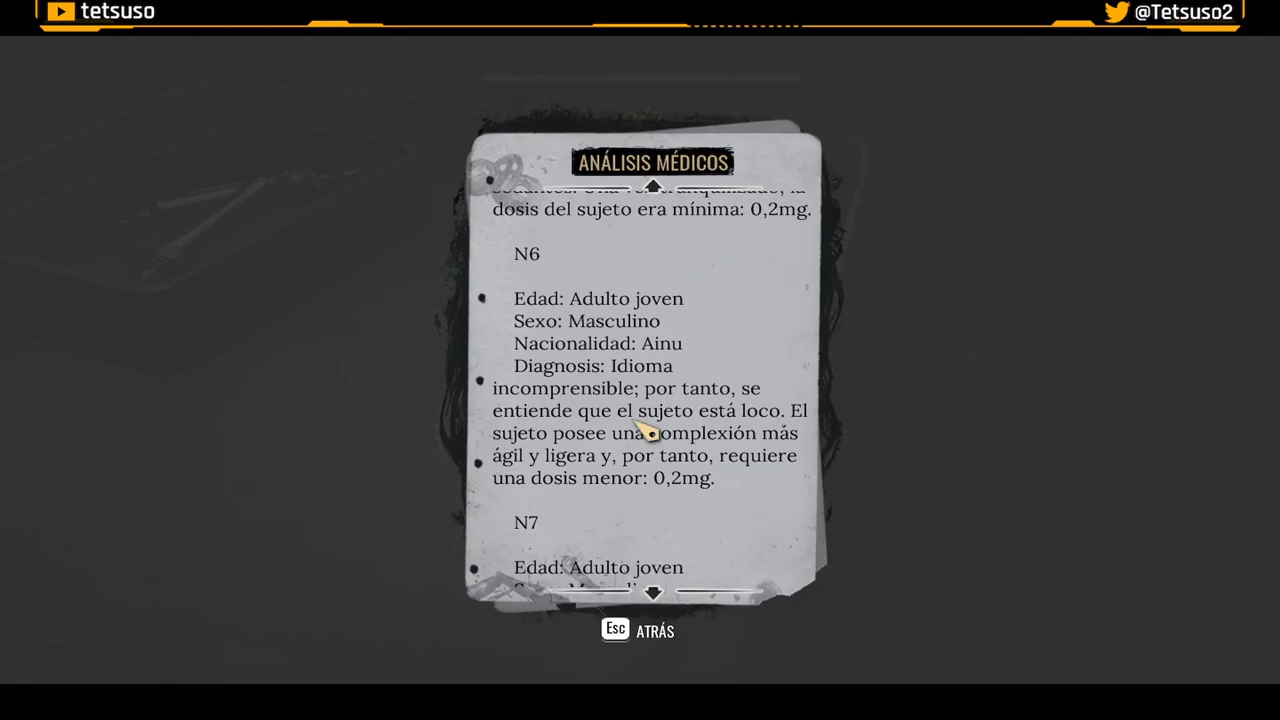 tetsuso
@Tetsuso2
ANÁLISIS MÉDICOS
dosis del sujeto era mínima: 0,2mg.
N6
Edad: Adulto joven
Sexo: Masculino
Nacionalidad: Ainu
Diagnosis: Idioma
incomprensible; por tanto, se
entiende que el sujeto está loco. El
sujeto posee una complexión más
ágil y ligera y, por tanto, requiere
una dosis menor: 0,2mg.
N7
Edad: Adulto joven
Esc ATRÁS